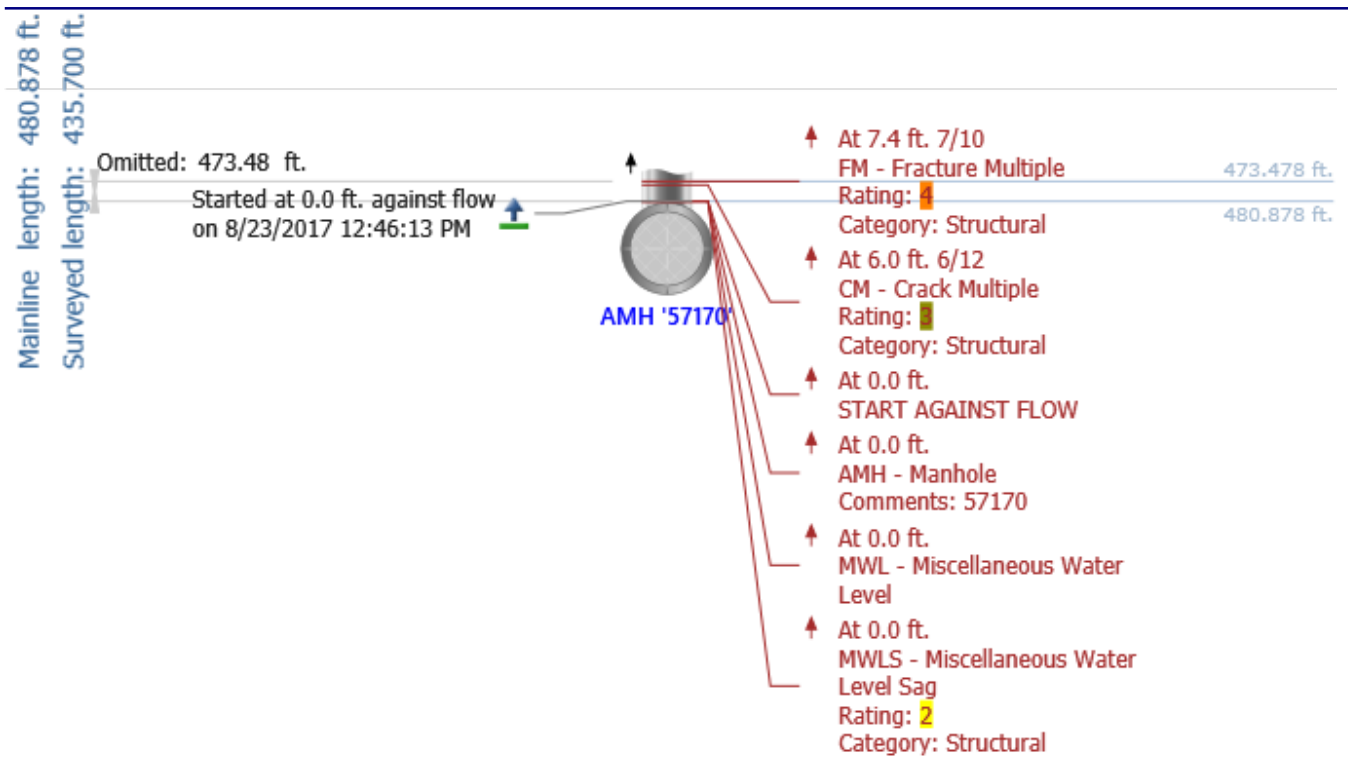 Mainline length: 480.878 ft.
Surveyed length: 435.700 ft.
Omitted: 473.48 ft.
Started at 0.0 ft. against flow
on 8/23/2017 12:46:13 PM
AMH '57170'
At 7.4 ft. 7/10
FM - Fracture Multiple
Rating: 4
Category: Structural
At 6.0 ft. 6/12
CM - Crack Multiple
Rating: 3
Category: Structural
At 0.0 ft.
START AGAINST FLOW
At 0.0 ft.
AMH - Manhole
Comments: 57170
At 0.0 ft.
MWL - Miscellaneous Water
Level
At 0.0 ft.
MWLS - Miscellaneous Water
Level Sag
Rating: 2
Category: Structural
473.478 ft.
480.878 ft.